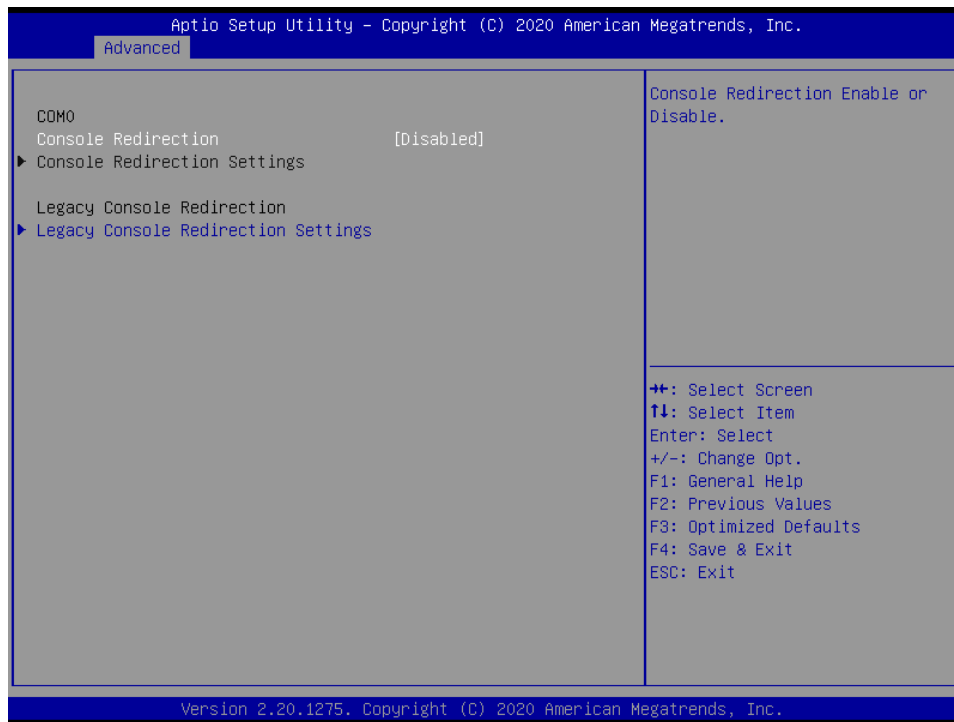 Aptio Setup Utility – Copyright (C) 2020 American Megatrends, Inc.
Advanced
COM0
Console Redirection [Disabled]
▶ Console Redirection Settings
Legacy Console Redirection
▶ Legacy Console Redirection Settings
Console Redirection Enable or
Disable.
→←: Select Screen
↑↓: Select Item
Enter: Select
+/-: Change Opt.
F1: General Help
F2: Previous Values
F3: Optimized Defaults
F4: Save & Exit
ESC: Exit
Version 2.20.1275. Copyright (C) 2020 American Megatrends, Inc.